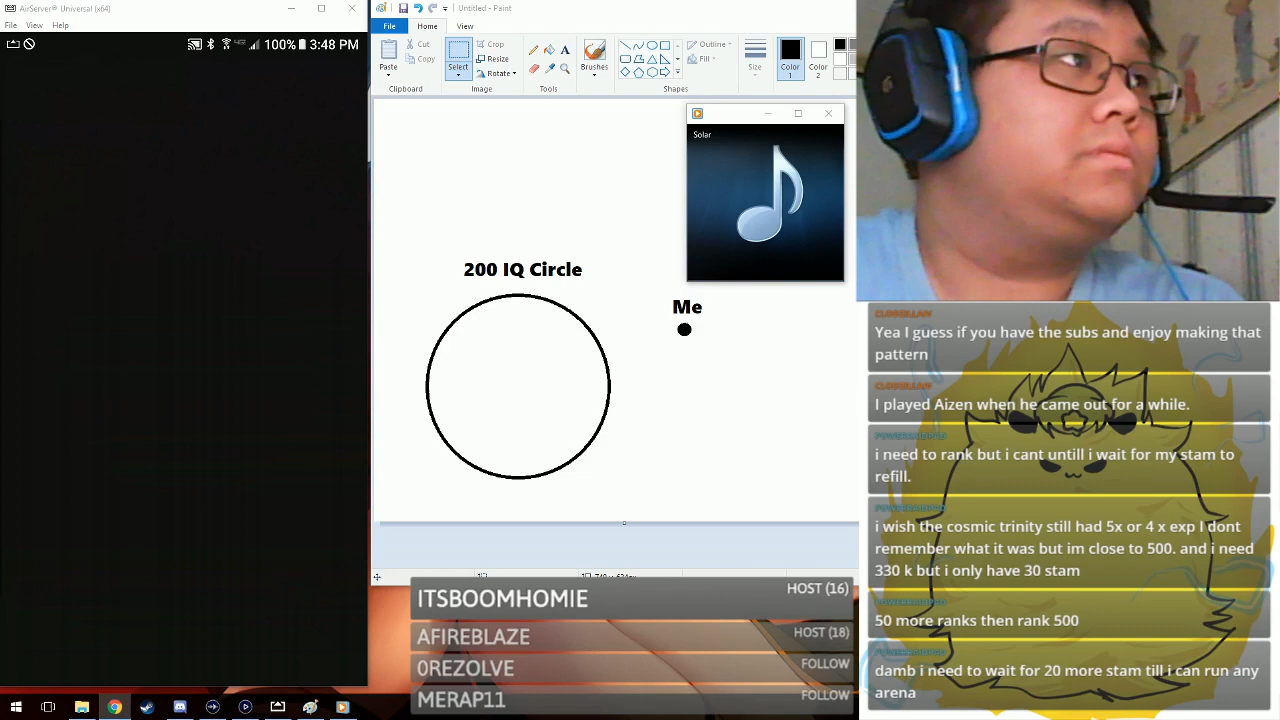 AirServer® Universal (x64)
File View Help
100% 3:48 PM
Untitled - Paint
File Home View
Paste
Cut
Copy
Clipboard
Select
Crop
Resize
Rotate
Image
Tools
Brushes
Outline
Fill
Shapes
Size
Color 1
Color 2
Solar
200 IQ Circle
Me
ITSBOOMHOMIE HOST (16)
AFIREBLAZE HOST (18)
0REZOLVE FOLLOW
MERAP11 FOLLOW
Yea I guess if you have the subs and enjoy making that
pattern
I played Aizen when he came out for a while.
i need to rank but i cant untill i wait for my stam to
refill.
i wish the cosmic trinity still had 5x or 4 x exp I dont
remember what it was but im close to 500. and i need
330 k but i only have 30 stam
50 more ranks then rank 500
damb i need to wait for 20 more stam till i can run any
arena